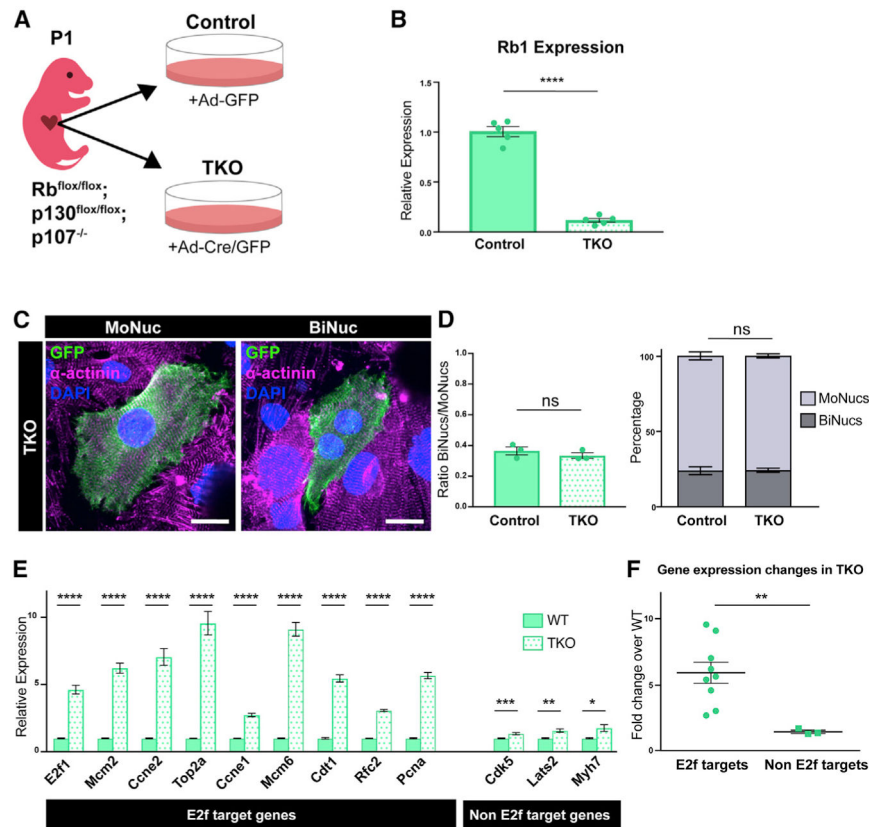 A
P1
Control
+Ad-GFP
TKO
+Ad-Cre/GFP
Rb^flox/flox;
p130^flox/flox;
p107^-/-
B
Rb1 Expression
Relative Expression
1.5
1.0
0.5
0.0
****
Control
TKO
C
MoNuc
BiNuc
TKO
GFP
α-actinin
DAPI
GFP
α-actinin
DAPI
D
Ratio BiNucs/MoNucs
1.0
0.8
0.6
0.4
0.2
0.0
ns
Control
TKO
Percentage
100
50
0
ns
Control
TKO
MoNucs
BiNucs
E
Relative Expression
10
5
0
**** **** **** **** **** **** **** **** ****
*** ** *
WT
TKO
E2f1 Mcm2 Ccne2 Top2a Ccne1 Mcm6 Cdt1 Rfc2 Pcna
Cdk5 Lats2 Myh7
E2f target genes
Non E2f target genes
F
Gene expression changes in TKO
Fold change over WT
10
5
0
**
E2f targets
Non E2f targets